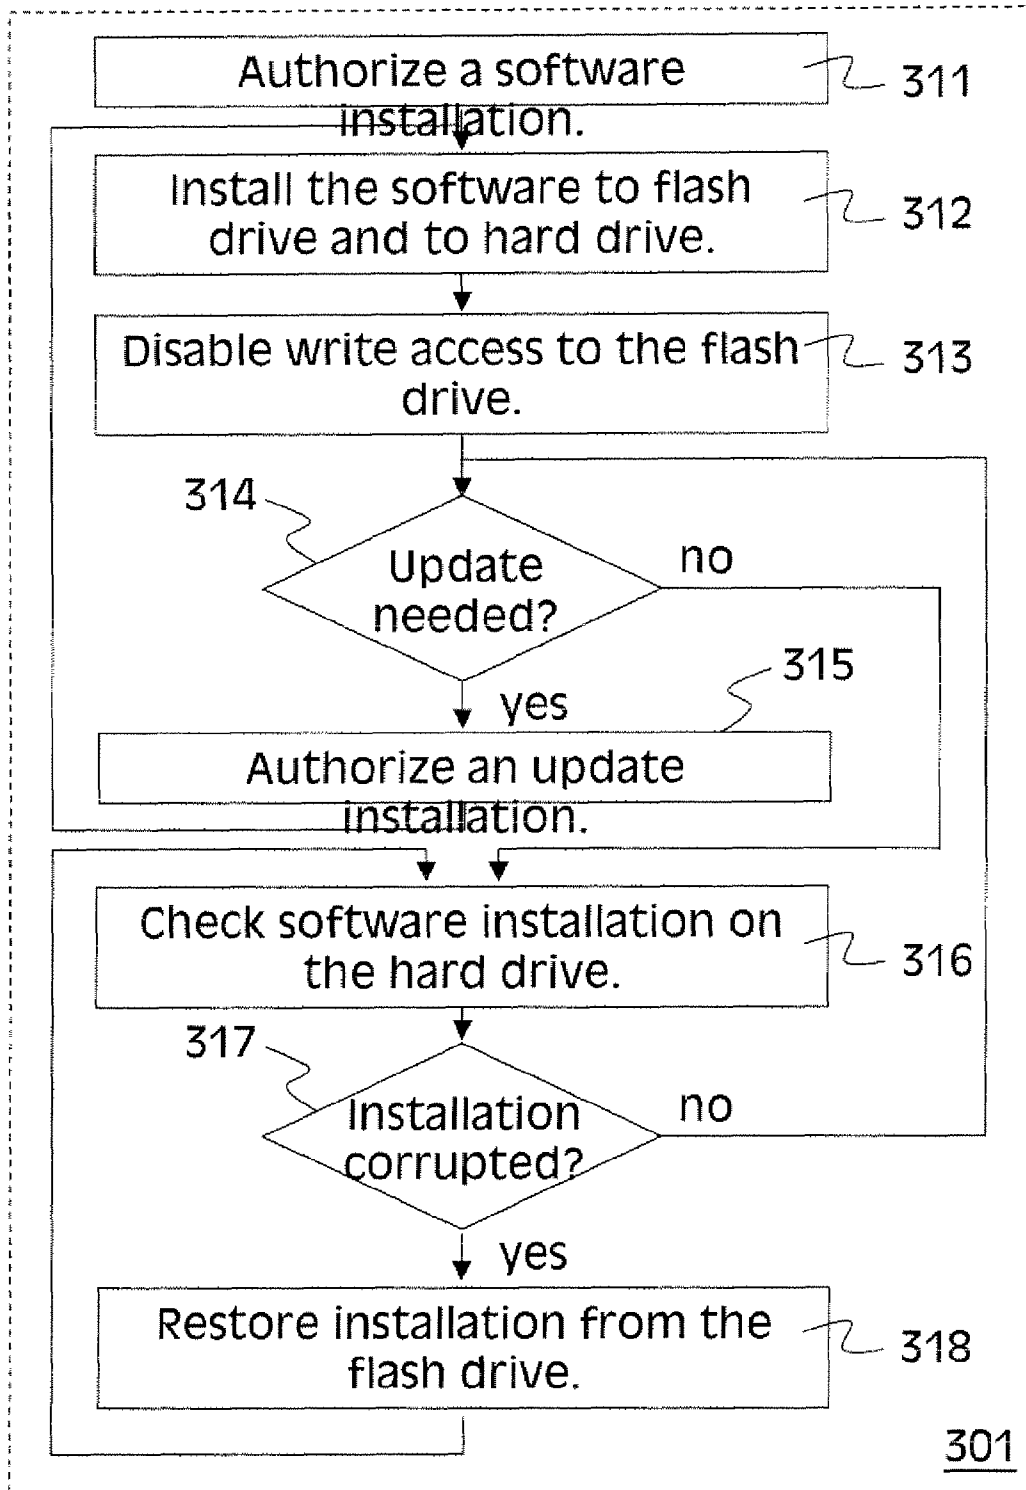 Authorize a software
installation.
311
Install the software to flash
drive and to hard drive.
312
Disable write access to the flash
drive.
313
314
Update
needed?
no
yes
315
Authorize an update
installation.
Check software installation on
the hard drive.
316
317
Installation
corrupted?
no
yes
Restore installation from the
flash drive.
318
301